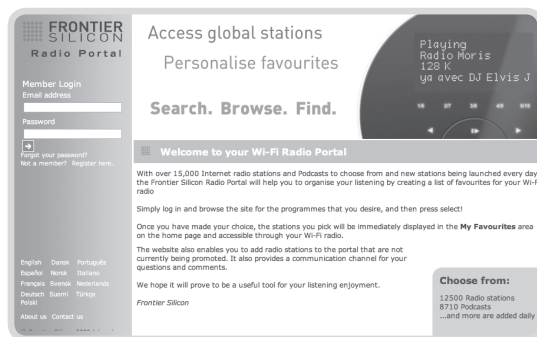 FRONTIER
SILICON
Radio Portal
Member Login
Email address
Password
Forgot your password?
Not a member? Register here.
English Dansk Português
Español Norsk Italiano
Français Svensk Nederlands
Deutsch Suomi Türkçe
Polski
About us Contact us
Access global stations
Personalise favourites
Search. Browse. Find.
Playing
Radio Moris
128 K
ya avec DJ Elvis J
1/6 2/7 3/8 4/9 5/10
Welcome to your Wi-Fi Radio Portal
With over 15,000 Internet radio stations and Podcasts to choose from and new stations being launched every day
the Frontier Silicon Radio Portal will help you to organise your listening by creating a list of favourites for your Wi-F
radio
Simply log in and browse the site for the programmes that you desire, and then press select!
Once you have made your choice, the stations you pick will be immediately displayed in the My Favourites area
on the home page and accessible through your Wi-Fi radio.
The website also enables you to add radio stations to the portal that are not
currently being promoted. It also provides a communication channel for your
questions and comments.
We hope it will prove to be a useful tool for your listening enjoyment.
Frontier Silicon
Choose from:
12500 Radio stations
8710 Podcasts
...and more are added daily